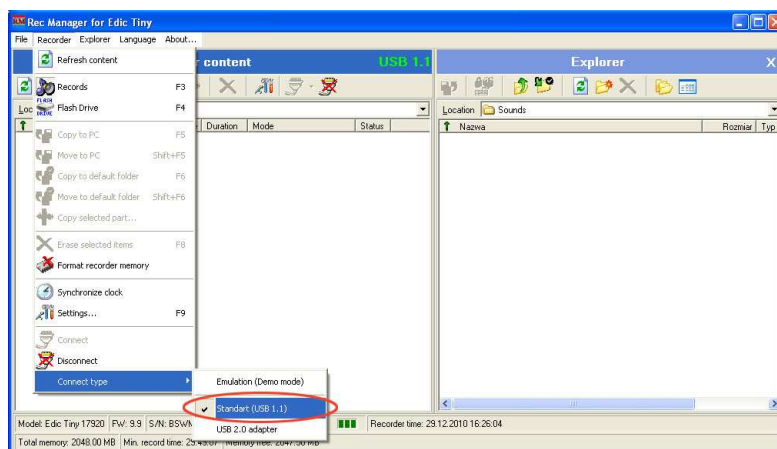 Rec Manager for Edic Tiny
File Recorder Explorer Language About...
Refresh content
Records F3
Flash Drive F4
Copy to PC F5
Move to PC Shift+F5
Copy to default folder F6
Move to default folder Shift+F6
Copy selected part...
Erase selected items F8
Format recorder memory
Synchronize clock
Settings... F9
Connect
Disconnect
Connect type
Emulation (Demo mode)
Standart (USB 1.1)
USB 2.0 adapter
content USB 1.1
Duration Mode Status
Explorer X
Location Sounds
Nazwa Rozmiar Typ
Model: Edic Tiny 17920 FW: 9.9 S/N: Recorder time: 29.12.2010 16:26:04
Total memory: 2048.00 MB Min. record time: Memory free: 2047.50 MB